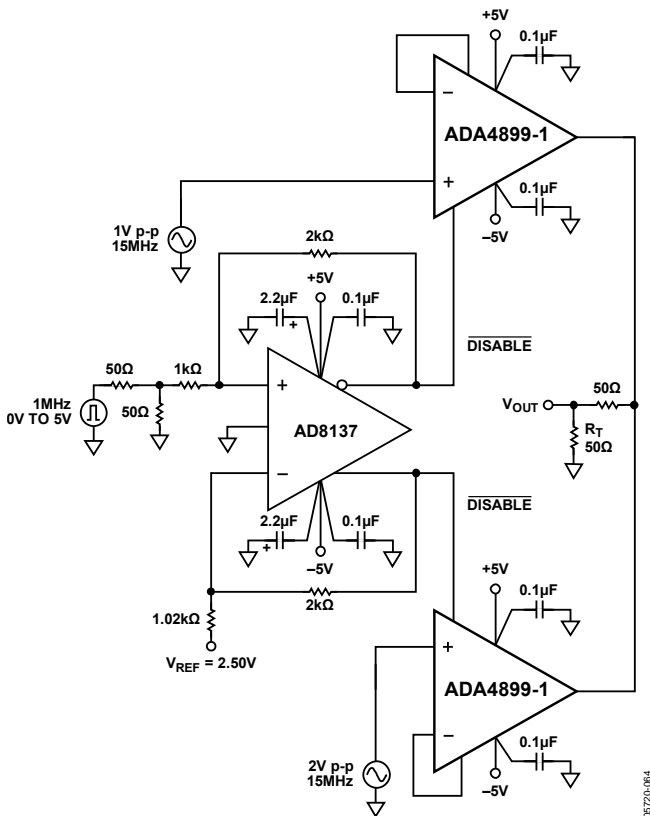 +5V
0.1µF
−
ADA4899-1
+
0.1µF
−5V
1V p-p
15MHz
2kΩ
+5V
2.2µF
+
0.1µF
DISABLE
50Ω
1kΩ
1MHz
0V TO 5V
50Ω
+
AD8137
−
50Ω
VOUT
RT
50Ω
DISABLE
2.2µF
+
0.1µF
−5V
+5V
0.1µF
2kΩ
1.02kΩ
VREF = 2.50V
+
ADA4899-1
−
0.1µF
−5V
2V p-p
15MHz
05720-064